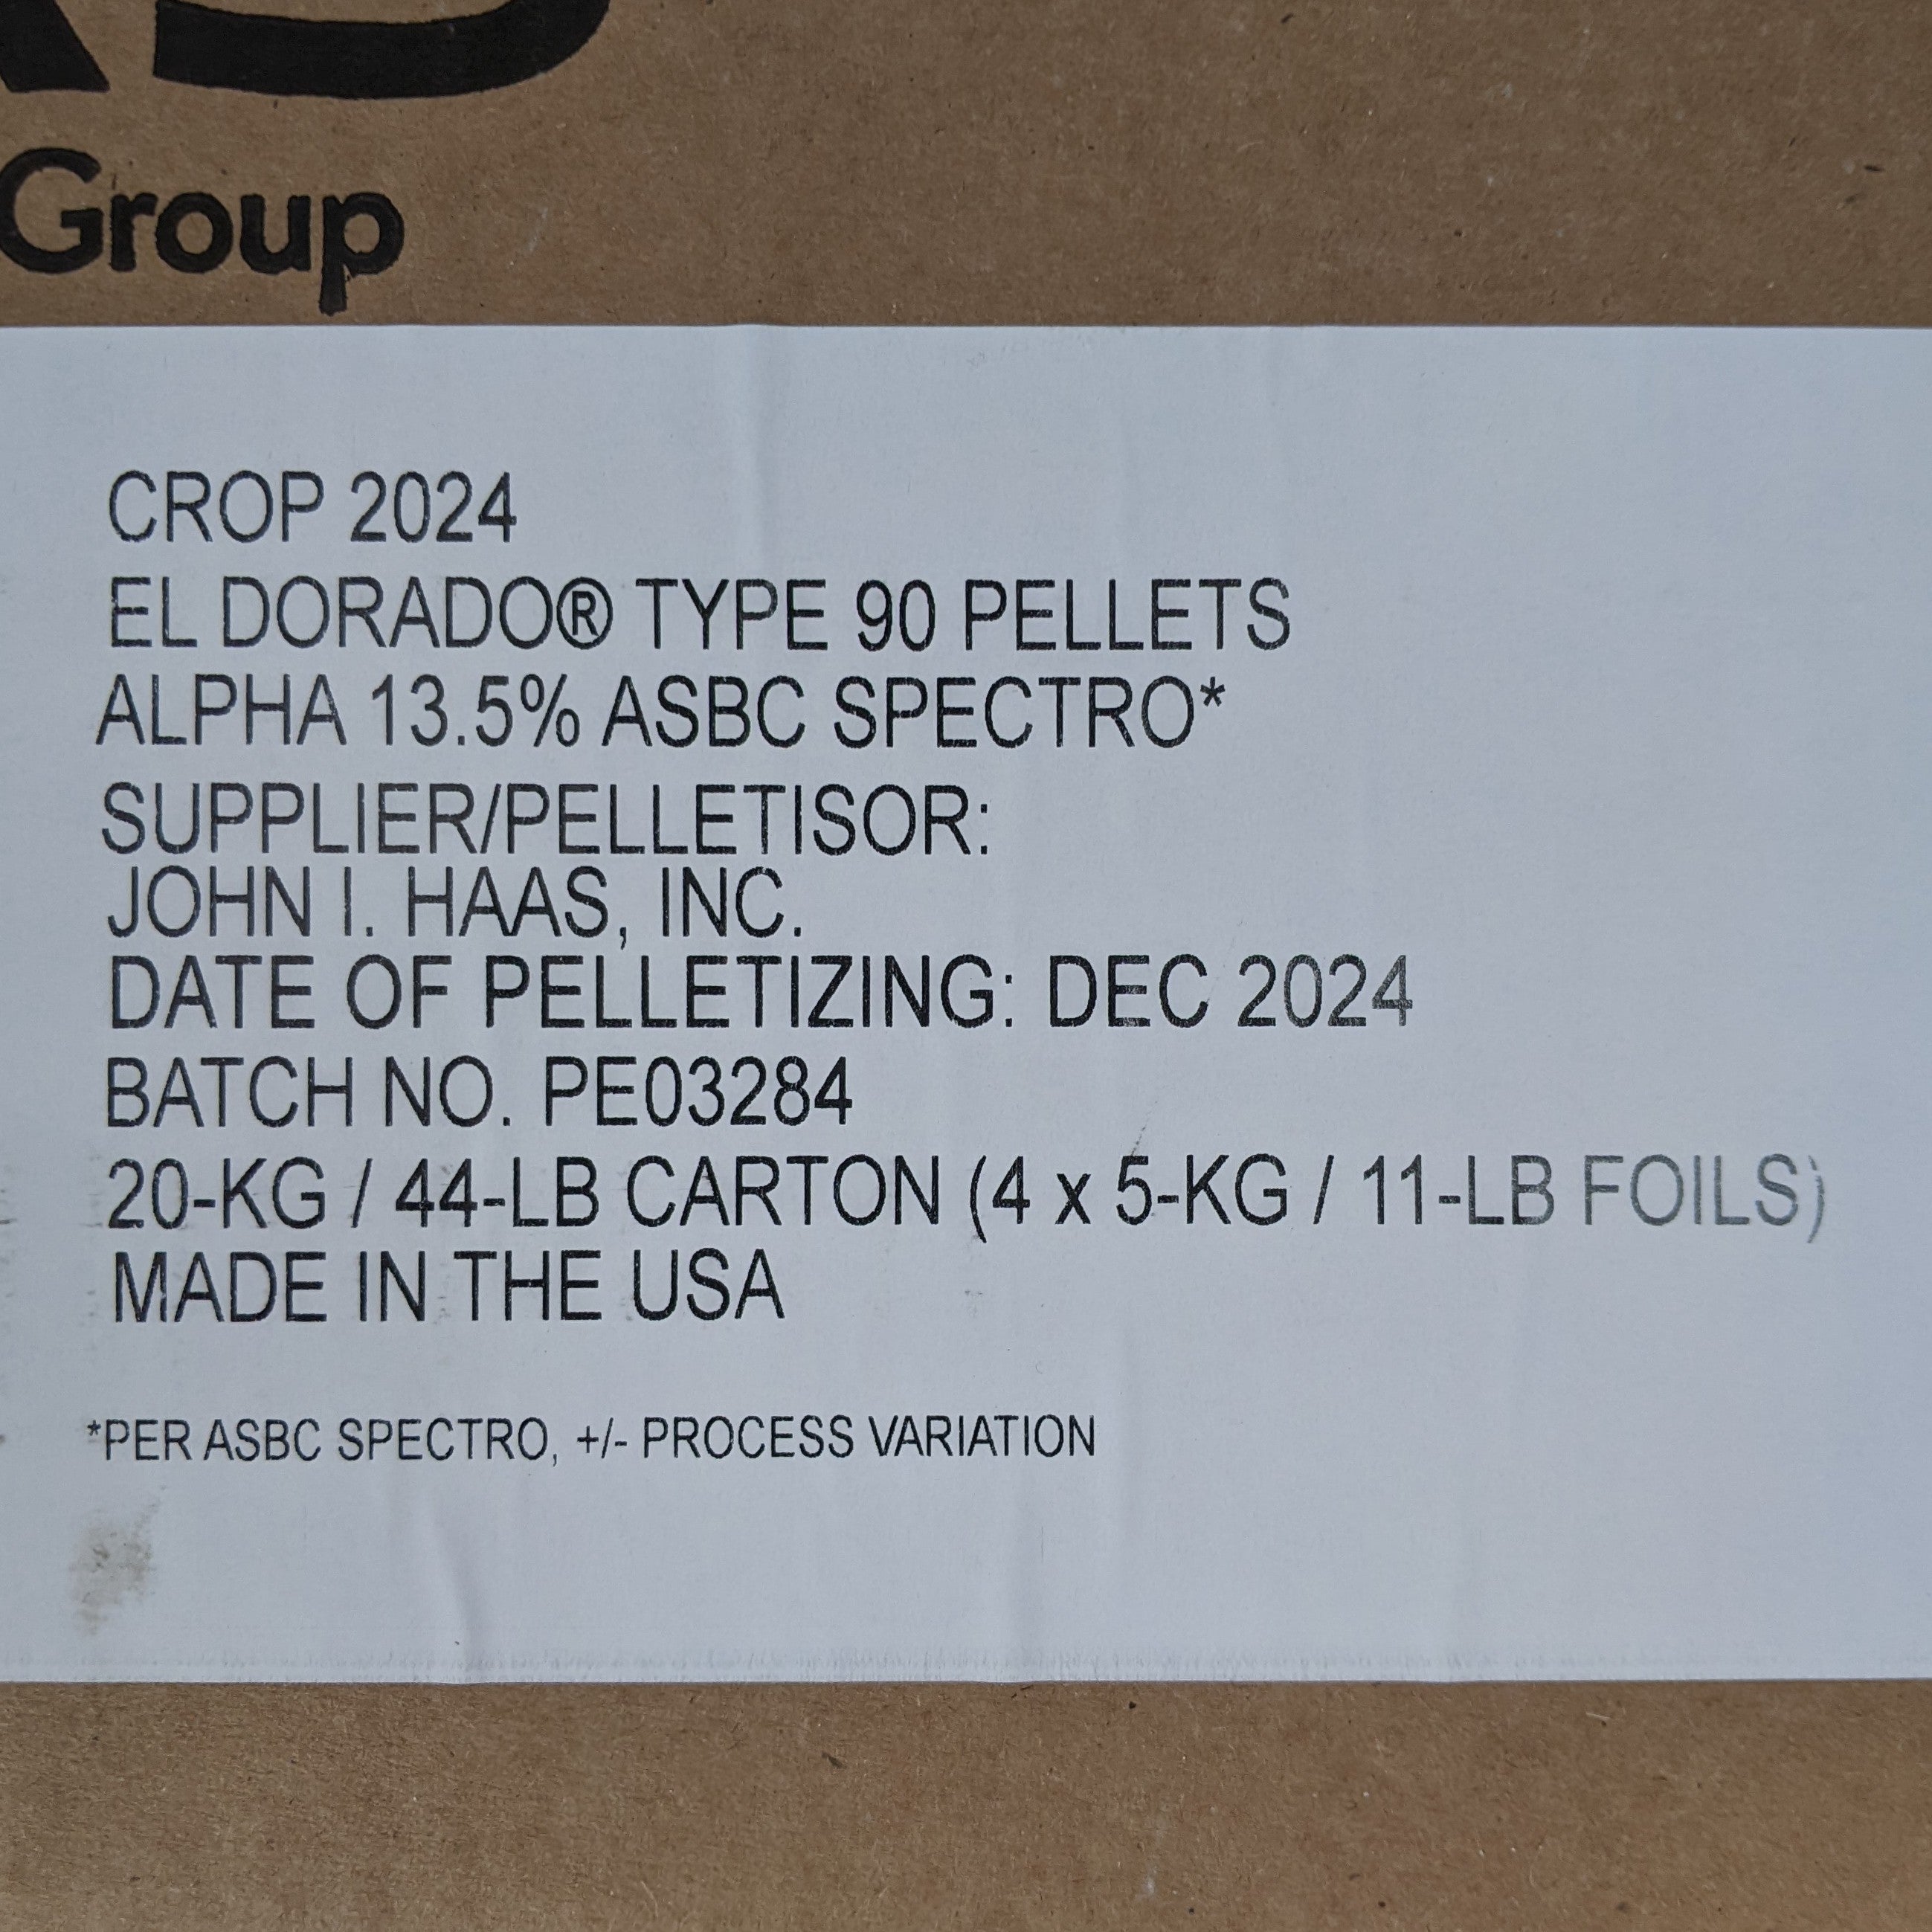 Group
CROP 2024
EL DORADO® TYPE 90 PELLETS
ALPHA 13.5% ASBC SPECTRO*
SUPPLIER/PELLETISOR:
JOHN I. HAAS, INC.
DATE OF PELLETIZING: DEC 2024
BATCH NO. PE03284
20-KG / 44-LB CARTON (4 x 5-KG / 11-LB FOILS)
MADE IN THE USA
*PER ASBC SPECTRO, +/- PROCESS VARIATION